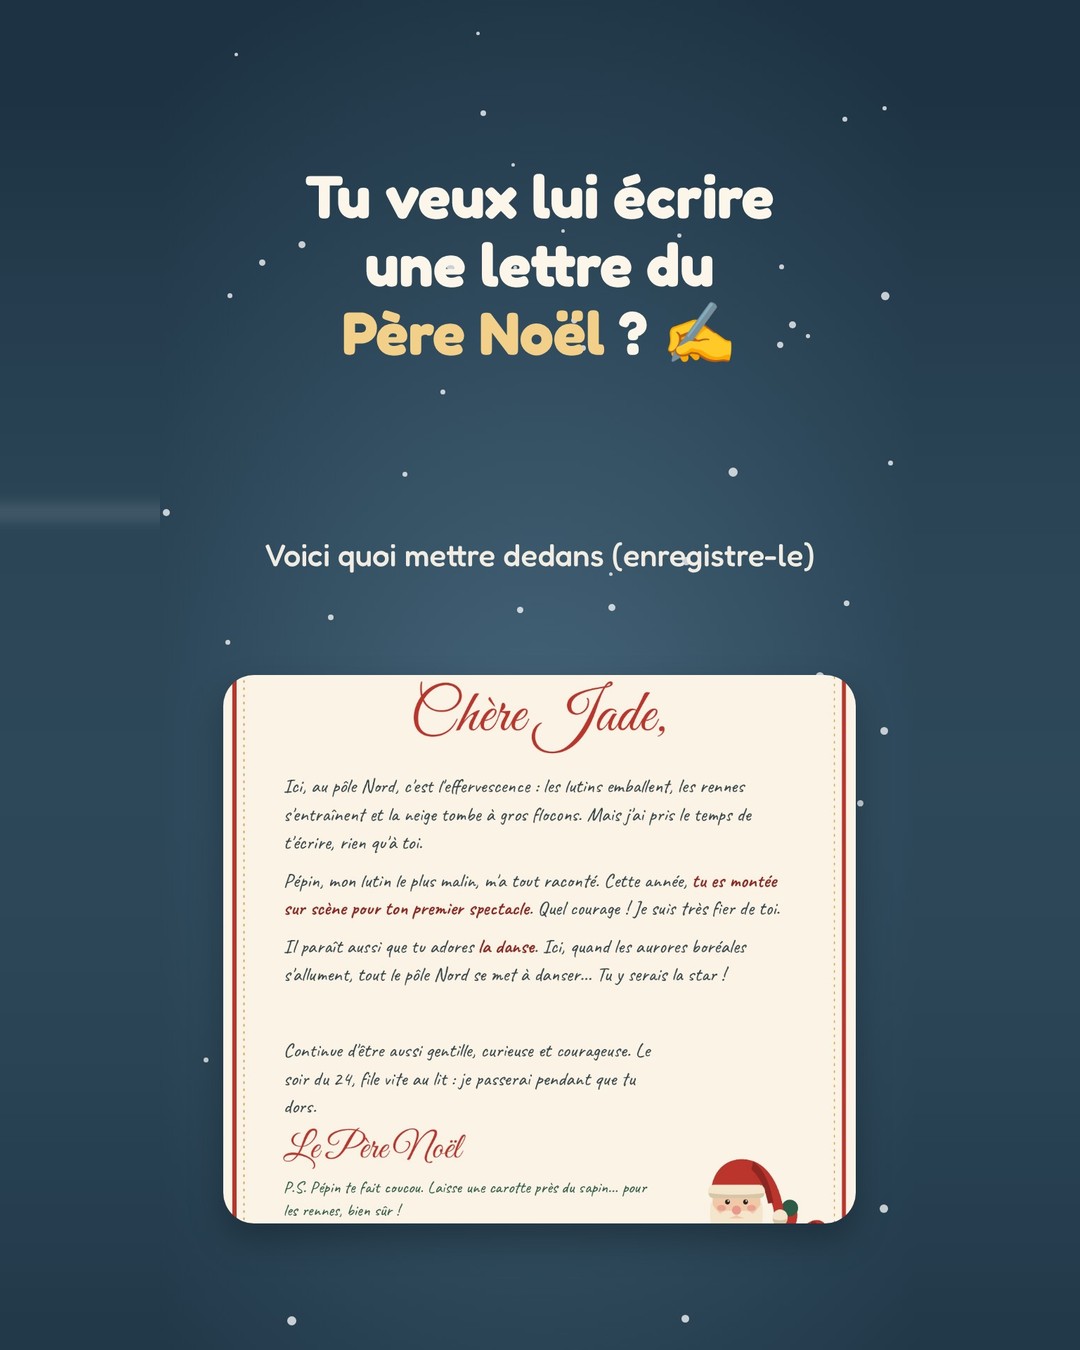 Tu veux lui écrire
une lettre du
Père Noël ? ✍️
Voici quoi mettre dedans (enregistre-le)
Chère Jade,
Ici, au pôle Nord, c'est l'effervescence : les lutins emballent, les rennes
s'entraînent et la neige tombe à gros flocons. Mais j'ai pris le temps de
t'écrire, rien qu'à toi.
Pépin, mon lutin le plus malin, m'a tout raconté. Cette année, tu es montée
sur scène pour ton premier spectacle. Quel courage ! Je suis très fier de toi.
Il paraît aussi que tu adores la danse. Ici, quand les aurores boréales
s'allument, tout le pôle Nord se met à danser... Tu y serais la star !
Continue d'être aussi gentille, curieuse et courageuse. Le
soir du 24, file vite au lit : je passerai pendant que tu
dors.
Le Père Noël
P.S. Pépin te fait coucou. Laisse une carotte près du sapin... pour
les rennes, bien sûr !